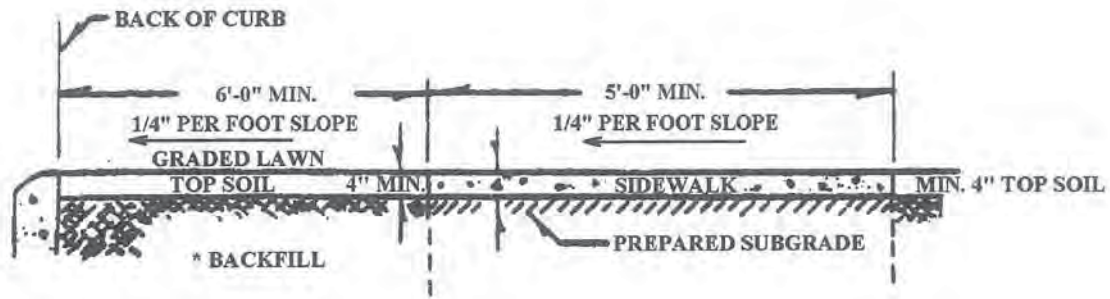 BACK OF CURB
6'-0" MIN. 5'-0" MIN.
1/4" PER FOOT SLOPE 1/4" PER FOOT SLOPE
GRADED LAWN
TOP SOIL 4" MIN. 4" SIDEWALK MIN. 4" TOP SOIL
PREPARED SUBGRADE
* BACKFILL